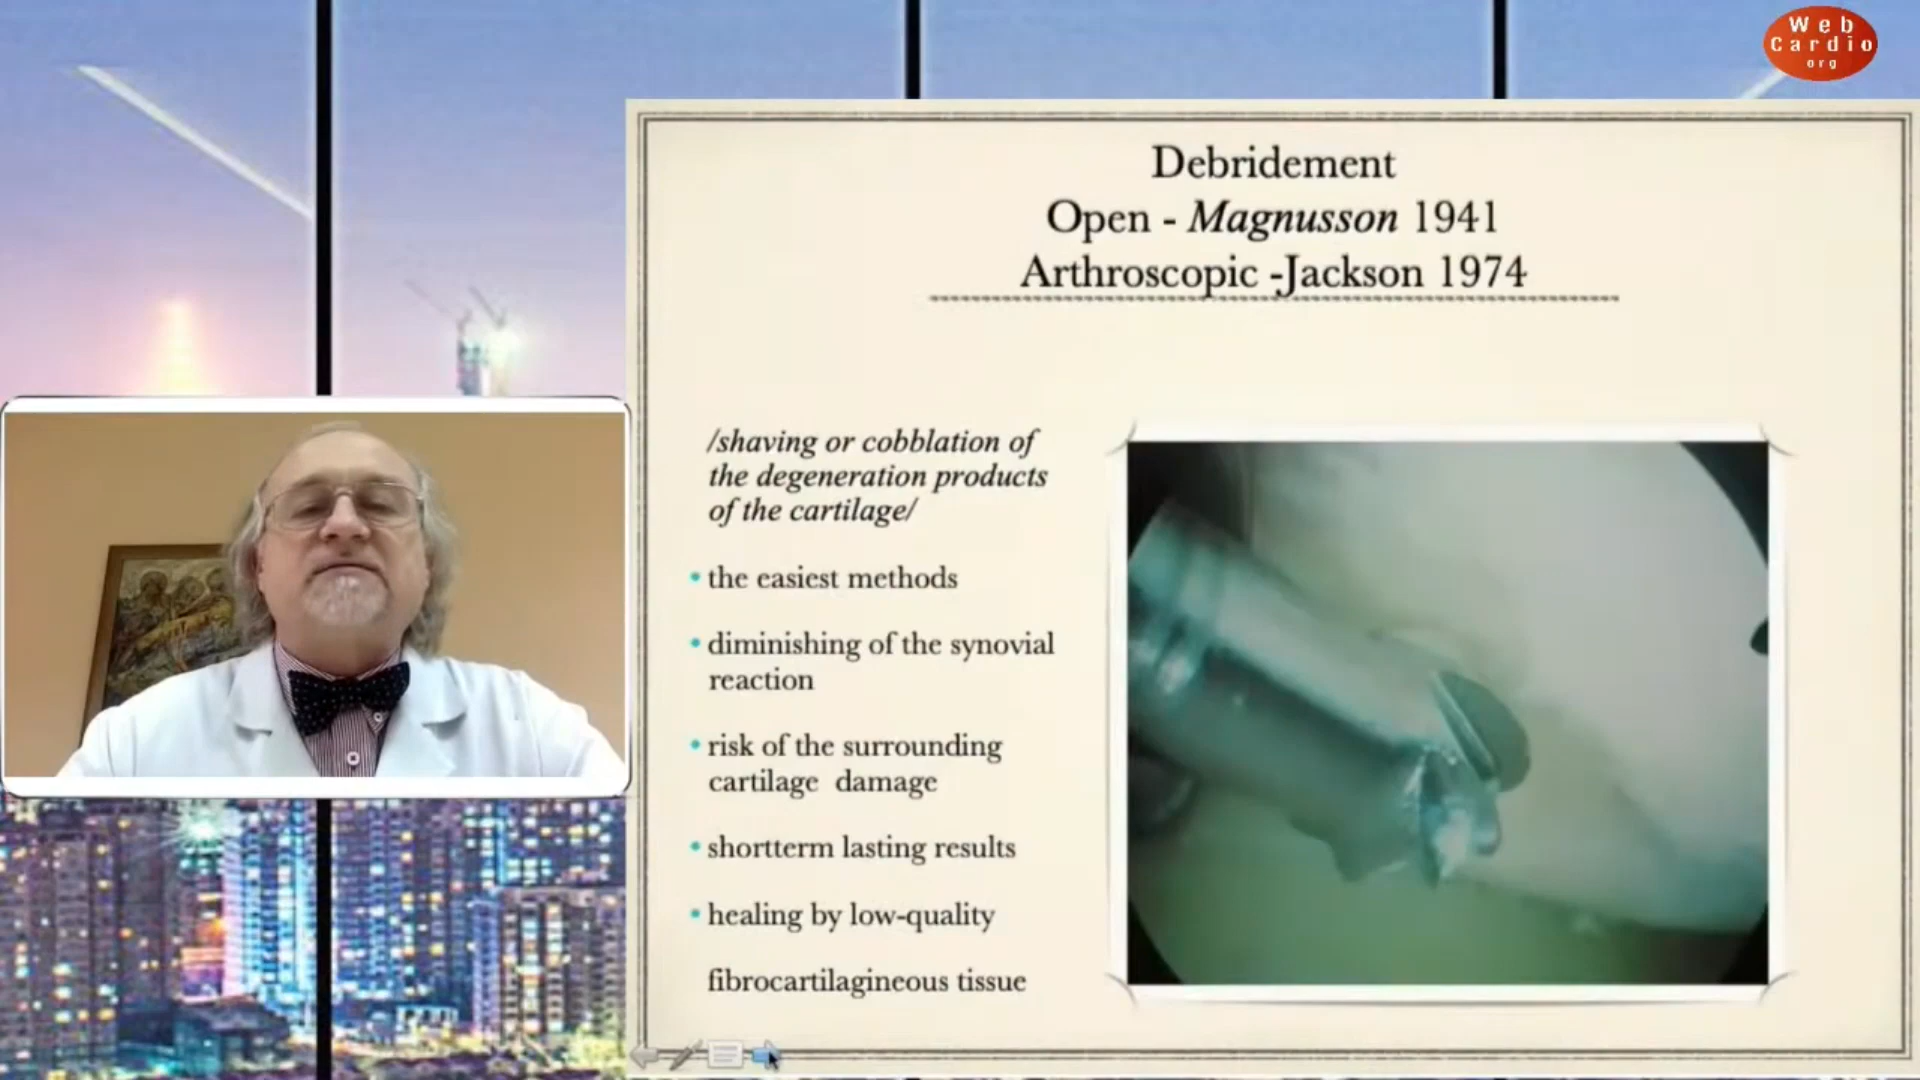 Web
Cardio
org
Debridement
Open - Magnusson 1941
Arthroscopic -Jackson 1974
/shaving or cobblation of
the degeneration products
of the cartilage/
• the easiest methods
• diminishing of the synovial
reaction
• risk of the surrounding
cartilage damage
• shortterm lasting results
• healing by low-quality
fibrocartilagineous tissue